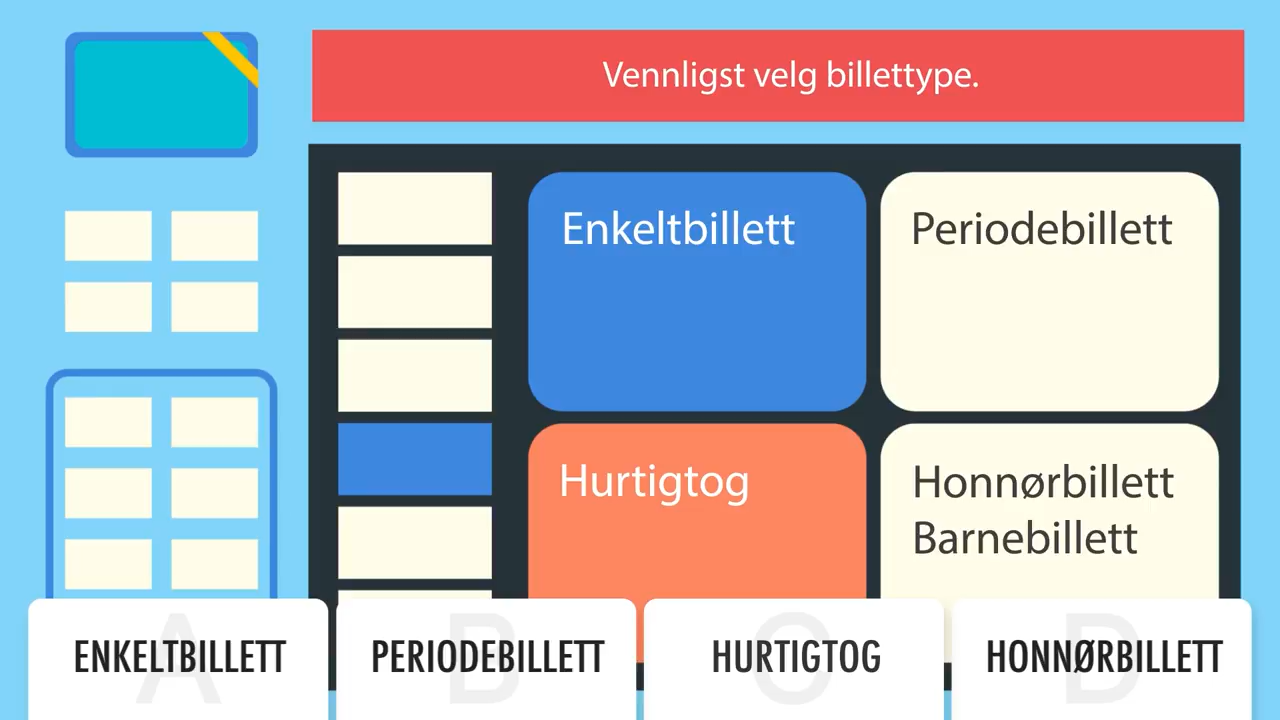 Vennligst velg billettype.
Enkeltbillett
Periodebillett
Hurtigtog
Honnørbillett
Barnebillett
A
ENKELTBILLETT
B
PERIODEBILLETT
C
HURTIGTOG
D
HONNØRBILLETT